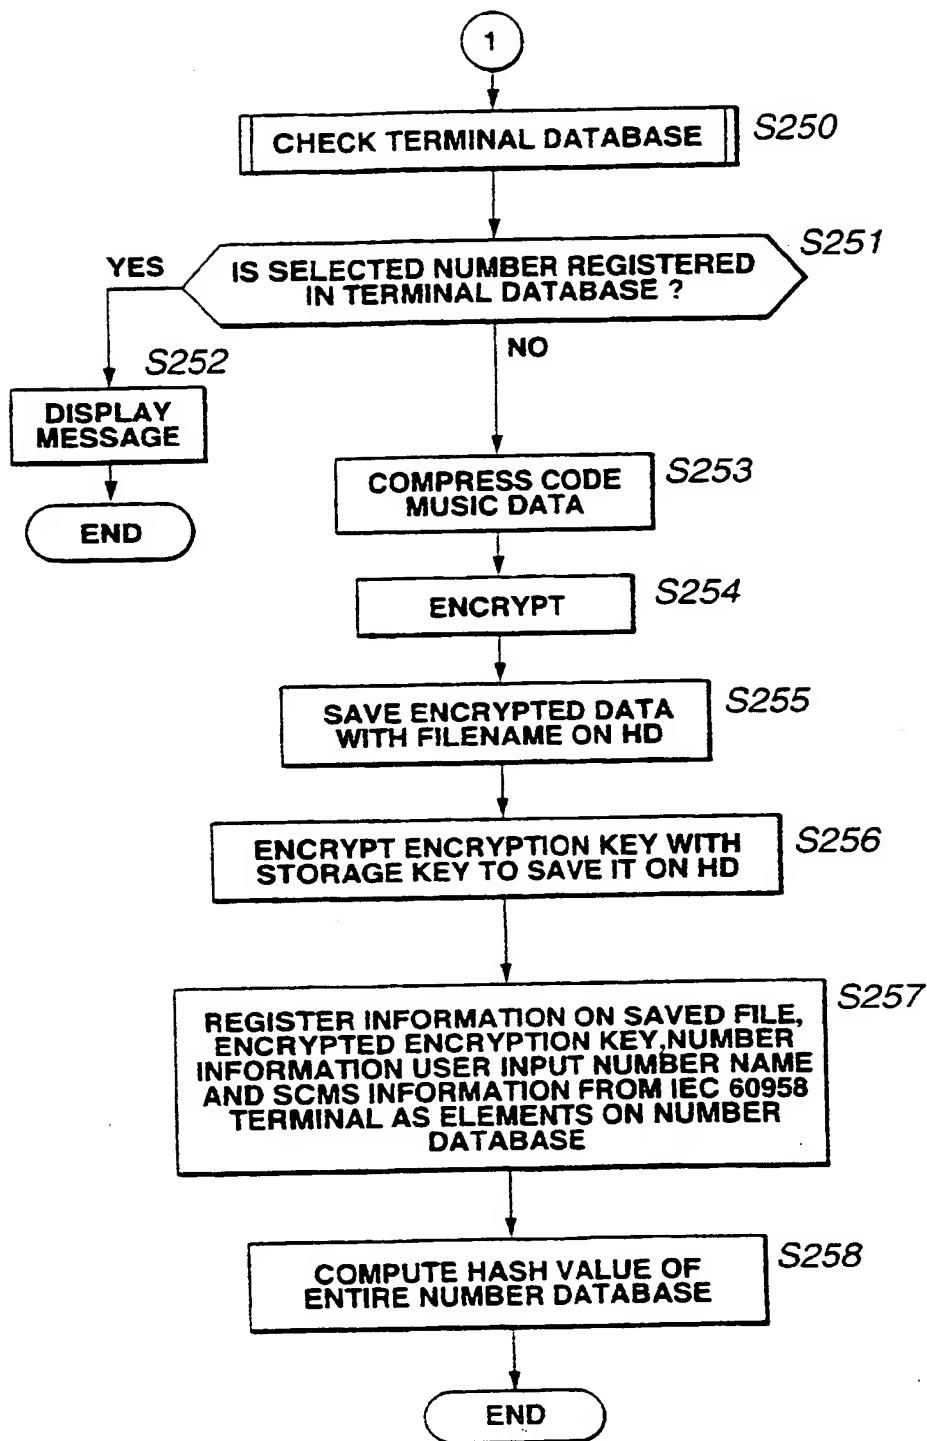 1
CHECK TERMINAL DATABASE
S250
S251
YES
IS SELECTED NUMBER REGISTERED
IN TERMINAL DATABASE ?
NO
S252
DISPLAY
MESSAGE
END
COMPRESS CODE
MUSIC DATA
S253
ENCRYPT
S254
SAVE ENCRYPTED DATA
WITH FILENAME ON HD
S255
ENCRYPT ENCRYPTION KEY WITH
STORAGE KEY TO SAVE IT ON HD
S256
S257
REGISTER INFORMATION ON SAVED FILE,
ENCRYPTED ENCRYPTION KEY,NUMBER
INFORMATION USER INPUT NUMBER NAME
AND SCMS INFORMATION FROM IEC 60958
TERMINAL AS ELEMENTS ON NUMBER
DATABASE
S258
COMPUTE HASH VALUE OF
ENTIRE NUMBER DATABASE
END